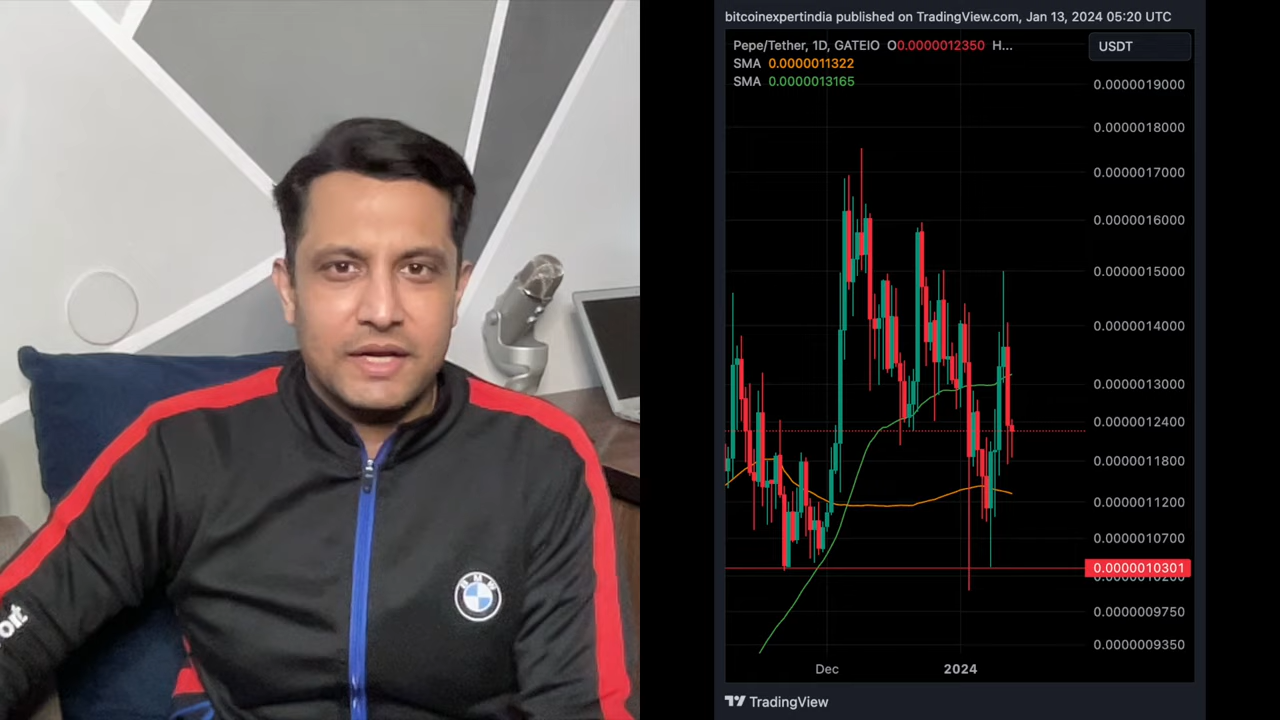 bitcoinexpertindia published on TradingView.com, Jan 13, 2024 05:20 UTC
Pepe/Tether, 1D, GATEIO O0.0000012350 H...
USDT
SMA 0.0000011322
SMA 0.0000013165
0.0000019000
0.0000018000
0.0000017000
0.0000016000
0.0000015000
0.0000014000
0.0000013000
0.0000012400
0.0000011800
0.0000011200
0.0000010700
0.0000010301
0.0000010200
0.0000009750
0.0000009350
Dec
2024
TradingView
BMW